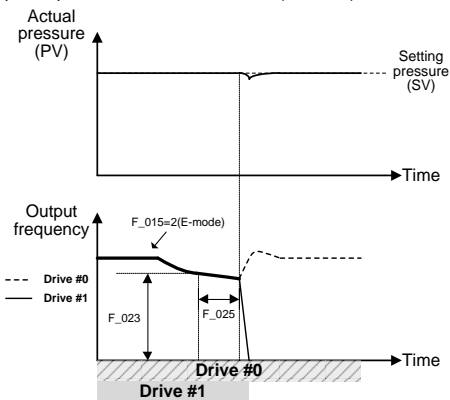 Actual
pressure
(PV)
Setting
pressure
(SV)
Time
Output
frequency
F_015=2(E-mode)
Drive #0
Drive #1
F_023
F_025
Time
Drive #0
Drive #1